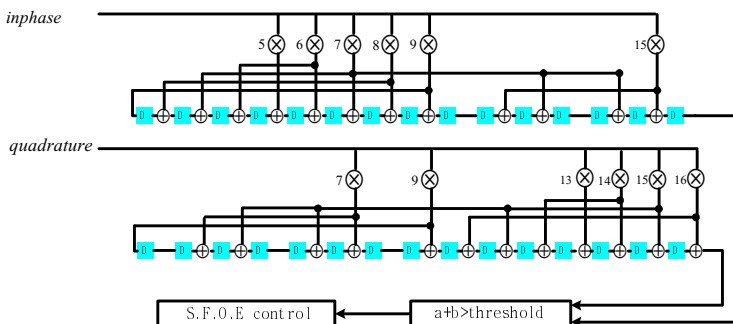 inphase
5 6 7 8 9 15
D D D D D D D D D D D D D D D
quadrature
7 9 13 14 15 16
D D D D D D D D D D D D D D D
S.F.O.E control a+b>threshold